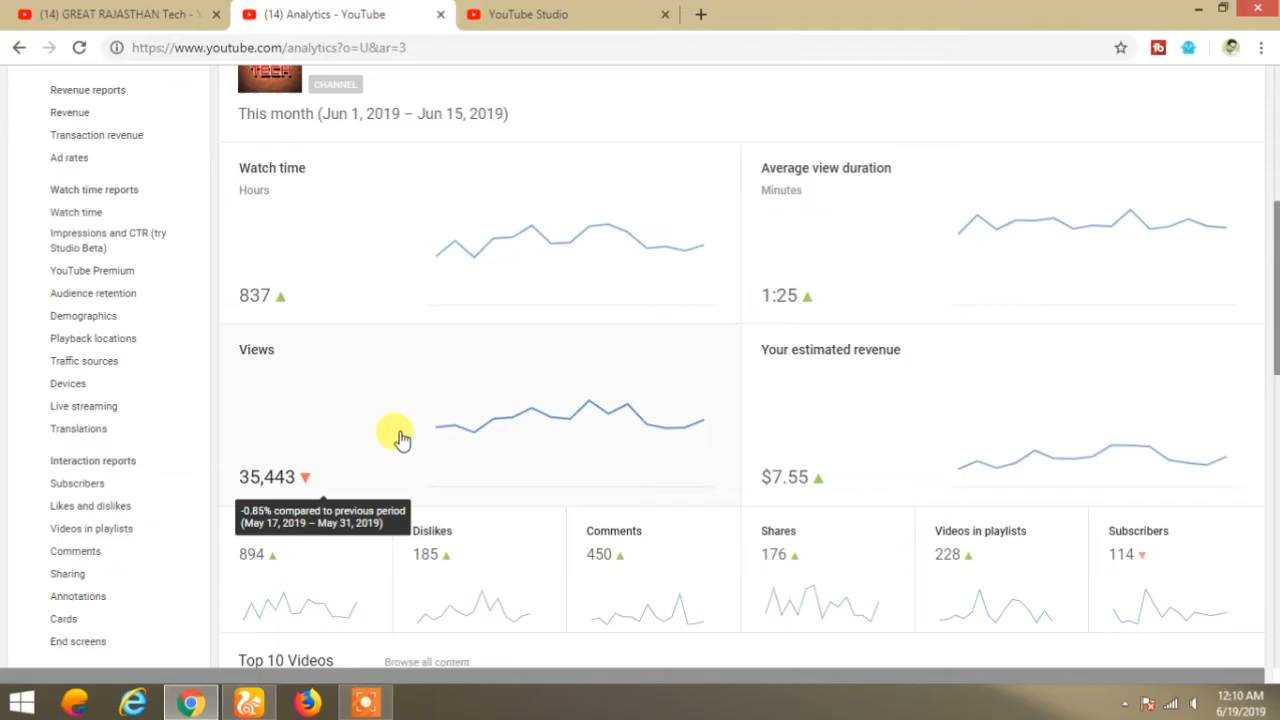 (14) GREAT RAJASTHAN Tech - Y
(14) Analytics - YouTube
YouTube Studio
https://www.youtube.com/analytics?o=U&ar=3
TECH
CHANNEL
This month (Jun 1, 2019 – Jun 15, 2019)
Revenue reports
Revenue
Transaction revenue
Ad rates
Watch time reports
Watch time
Impressions and CTR (try
Studio Beta)
YouTube Premium
Audience retention
Demographics
Playback locations
Traffic sources
Devices
Live streaming
Translations
Interaction reports
Subscribers
Likes and dislikes
Videos in playlists
Comments
Sharing
Annotations
Cards
End screens
Watch time
Hours
837
Average view duration
Minutes
1:25
Views
35,443
-0.85% compared to previous period
(May 17, 2019 – May 31, 2019)
Your estimated revenue
$7.55
894
Dislikes
185
Comments
450
Shares
176
Videos in playlists
228
Subscribers
114
Top 10 Videos
Browse all content
12:10 AM
6/19/2019